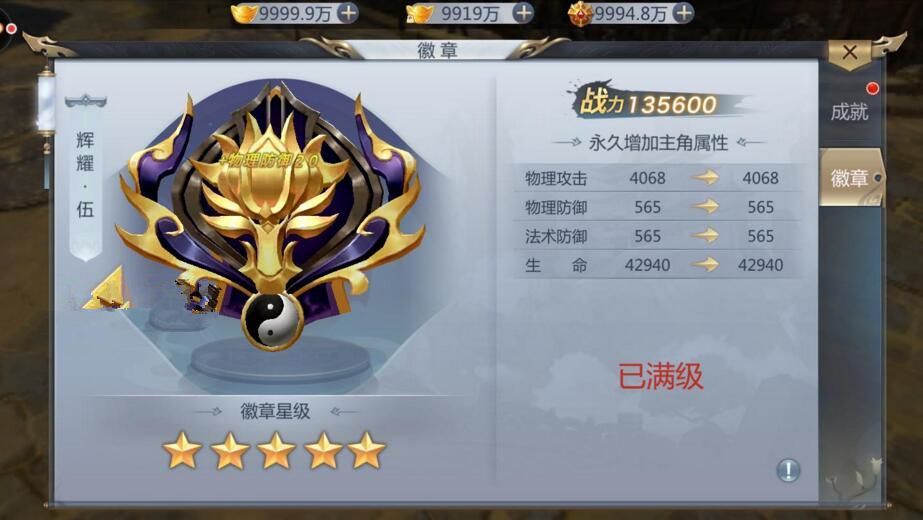 9999.9万
9919万
9994.8万
徽章
成就
徽章
辉耀·伍
+物理防御20
战力135600
永久增加主角属性
物理攻击 4068 4068
物理防御 565 565
法术防御 565 565
生命 42940 42940
已满级
徽章星级